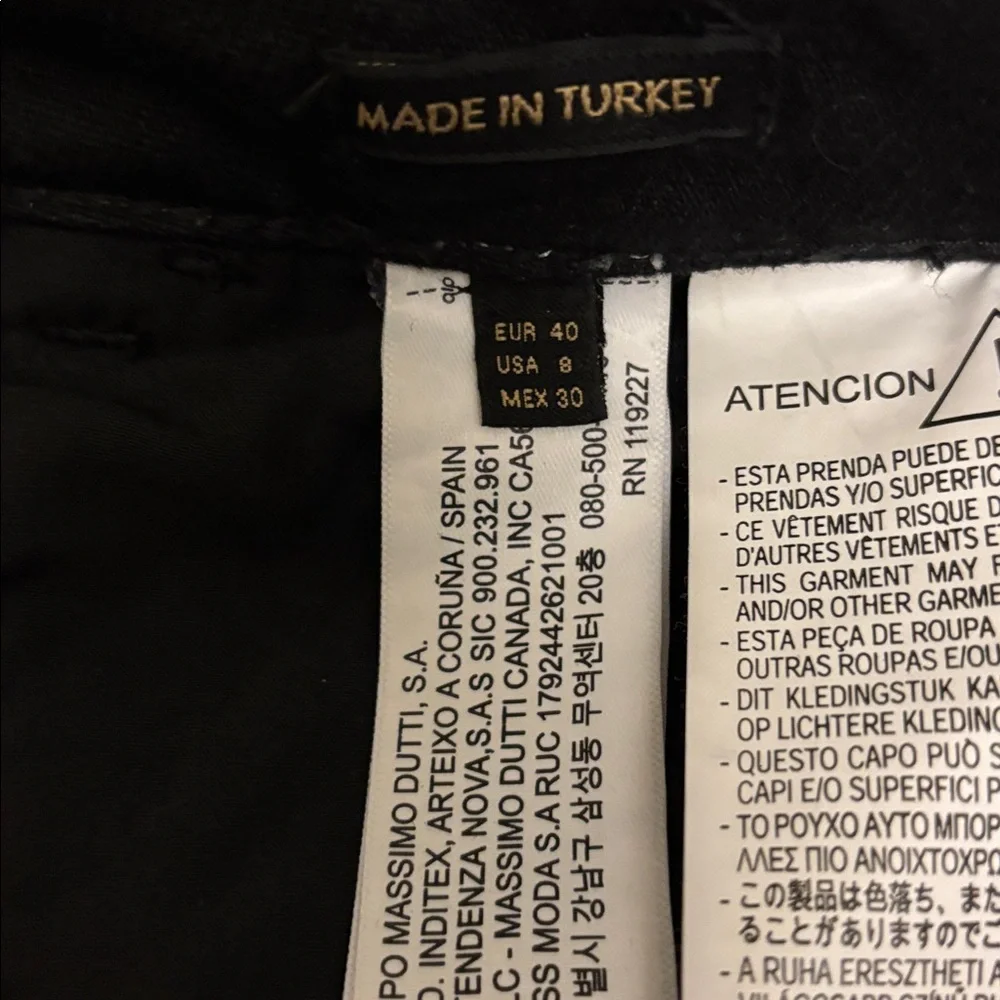 MADE IN TURKEY
EUR 40
USA 8
MEX 30
PO MASSIMO DUTTI, S.A.
D. INDITEX, ARTEIXO A CORUÑA / SPAIN
TENDENZA NOVA,S.A.S SIC 900.232.961
LC - MASSIMO DUTTI CANADA, INC CA56
SS MODA S.A RUC 1792442621001
별시 강남구 삼성동 무역센터 20층 080-500-
RN 119227
ATENCION
- ESTA PRENDA PUEDE DE
PRENDAS Y/O SUPERFIC
- CE VÊTEMENT RISQUE D
D'AUTRES VÊTEMENTS E
- THIS GARMENT MAY
AND/OR OTHER GARME
- ESTA PEÇA DE ROUPA
OUTRAS ROUPAS E/OU
- DIT KLEDINGSTUK KA
OP LICHTERE KLEDING
- QUESTO CAPO PUÒ S
CAPI E/O SUPERFICI P
- ΤΟ ΡΟΥΧΟ ΑΥΤΟ ΜΠΟΡ
ΛΛΕΣ ΠΙΟ ΑΝΟΙΧΤΟΧΡΩ
- この製品は色落ち、また
ることがありますのでご
- A RUHA ERESZTHETI A